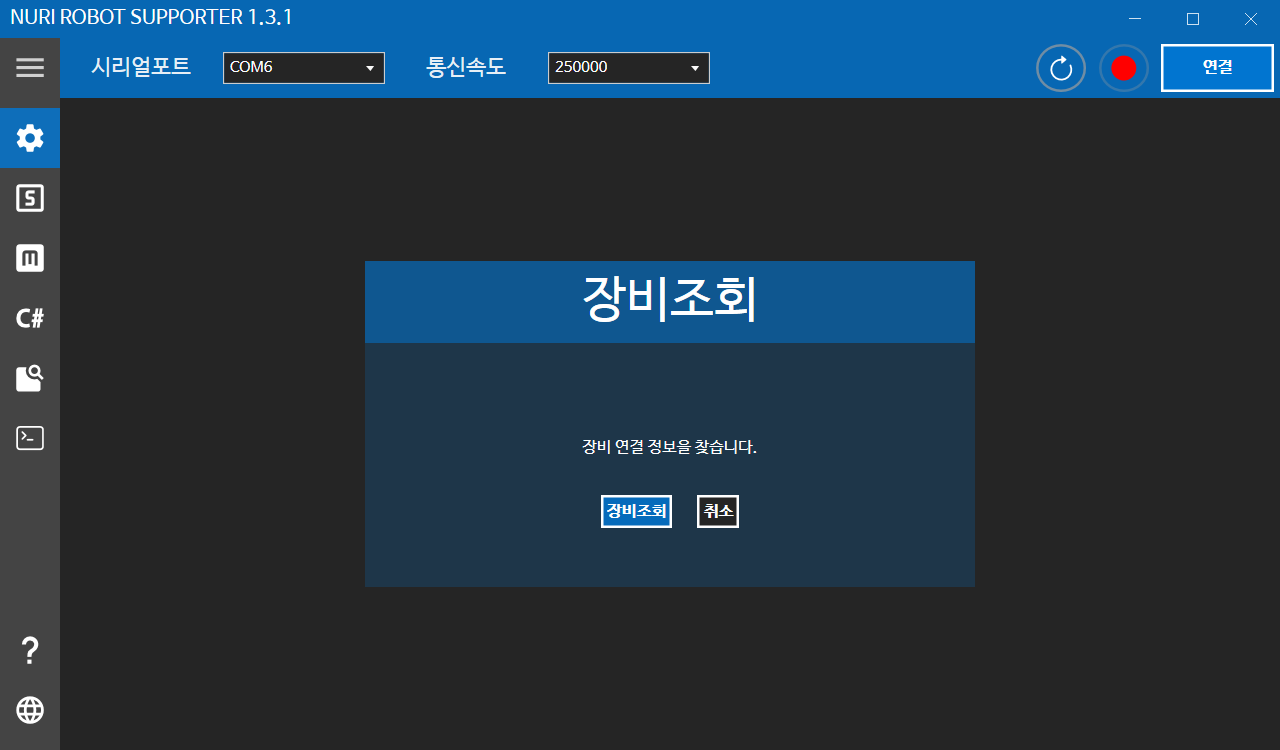 NURI ROBOT SUPPORTER 1.3.1
시리얼포트 COM6 통신속도 250000 연결
S
m
C#
장비조회
장비 연결 정보을 찾습니다.
장비조회 취소
?